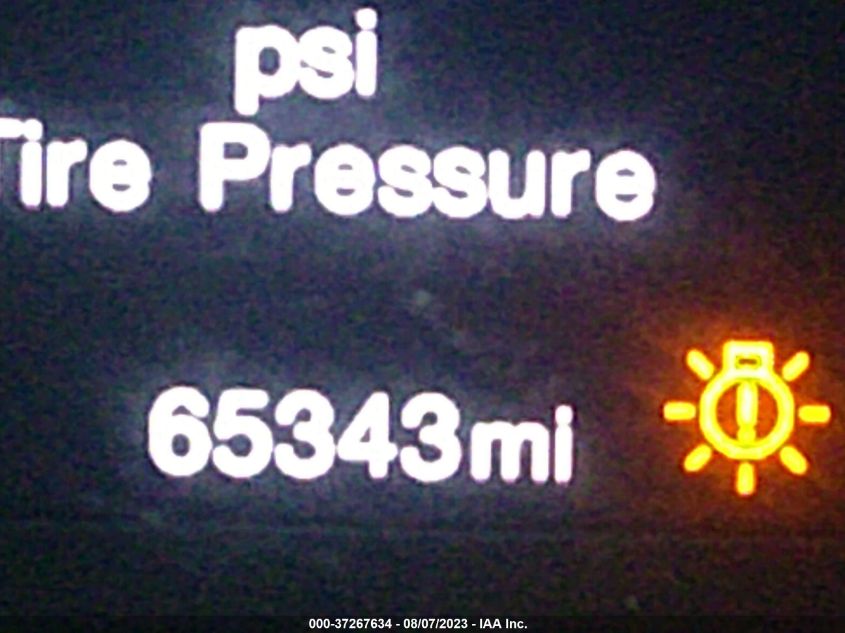 psi
Tire Pressure
65343mi
000-37267634 - 08/07/2023 - IAA Inc.